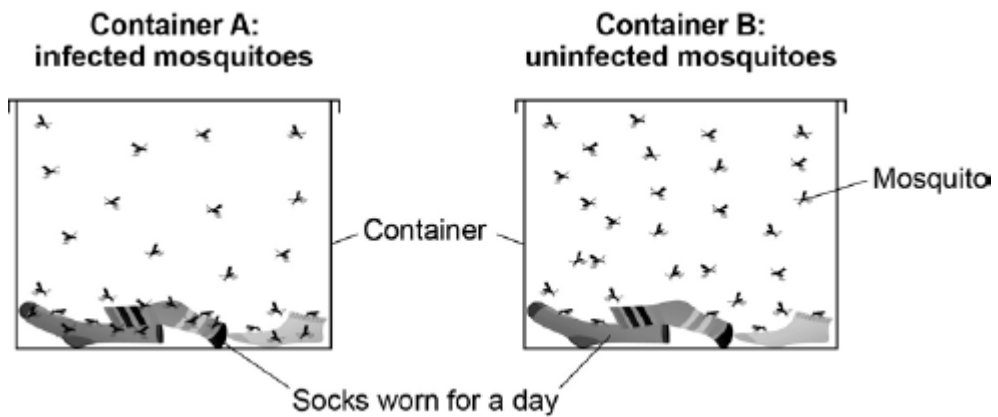 Container A:
infected mosquitoes
Container B:
uninfected mosquitoes
Mosquito
Container
Socks worn for a day